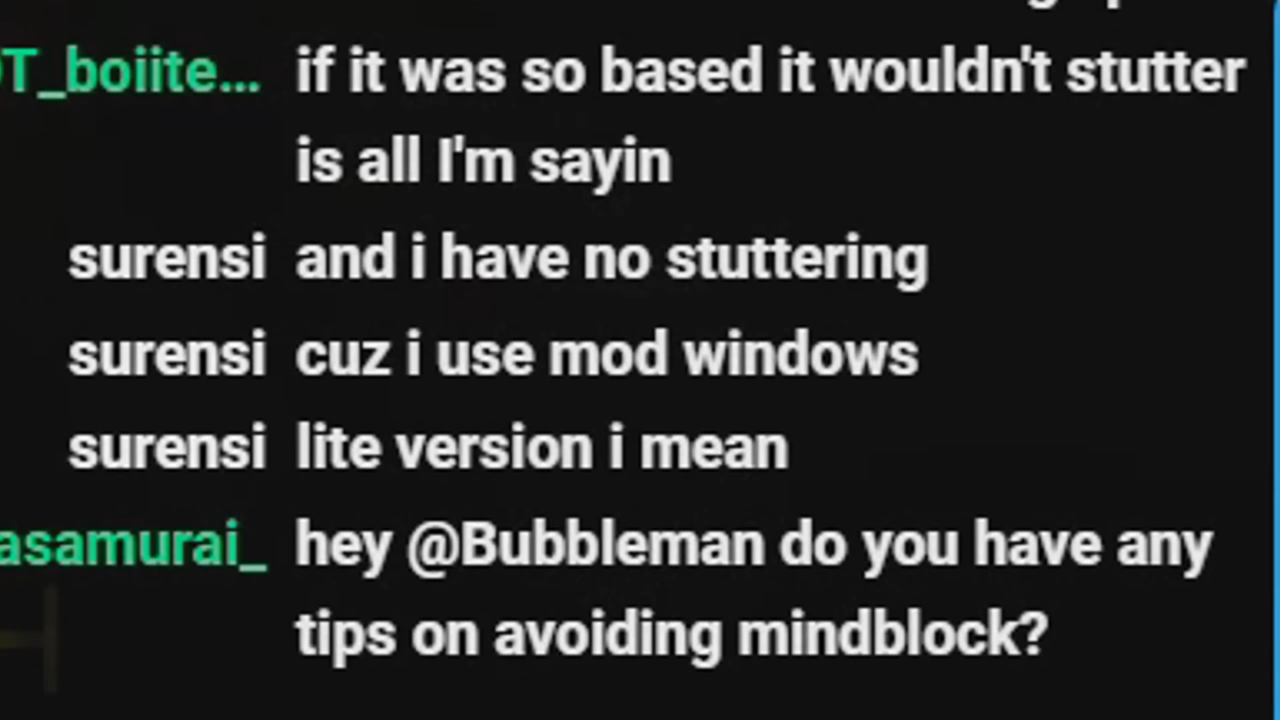 T_boiite... if it was so based it wouldn't stutter
is all I'm sayin
surensi and i have no stuttering
surensi cuz i use mod windows
surensi lite version i mean
asamurai_ hey @Bubbleman do you have any
tips on avoiding mindblock?